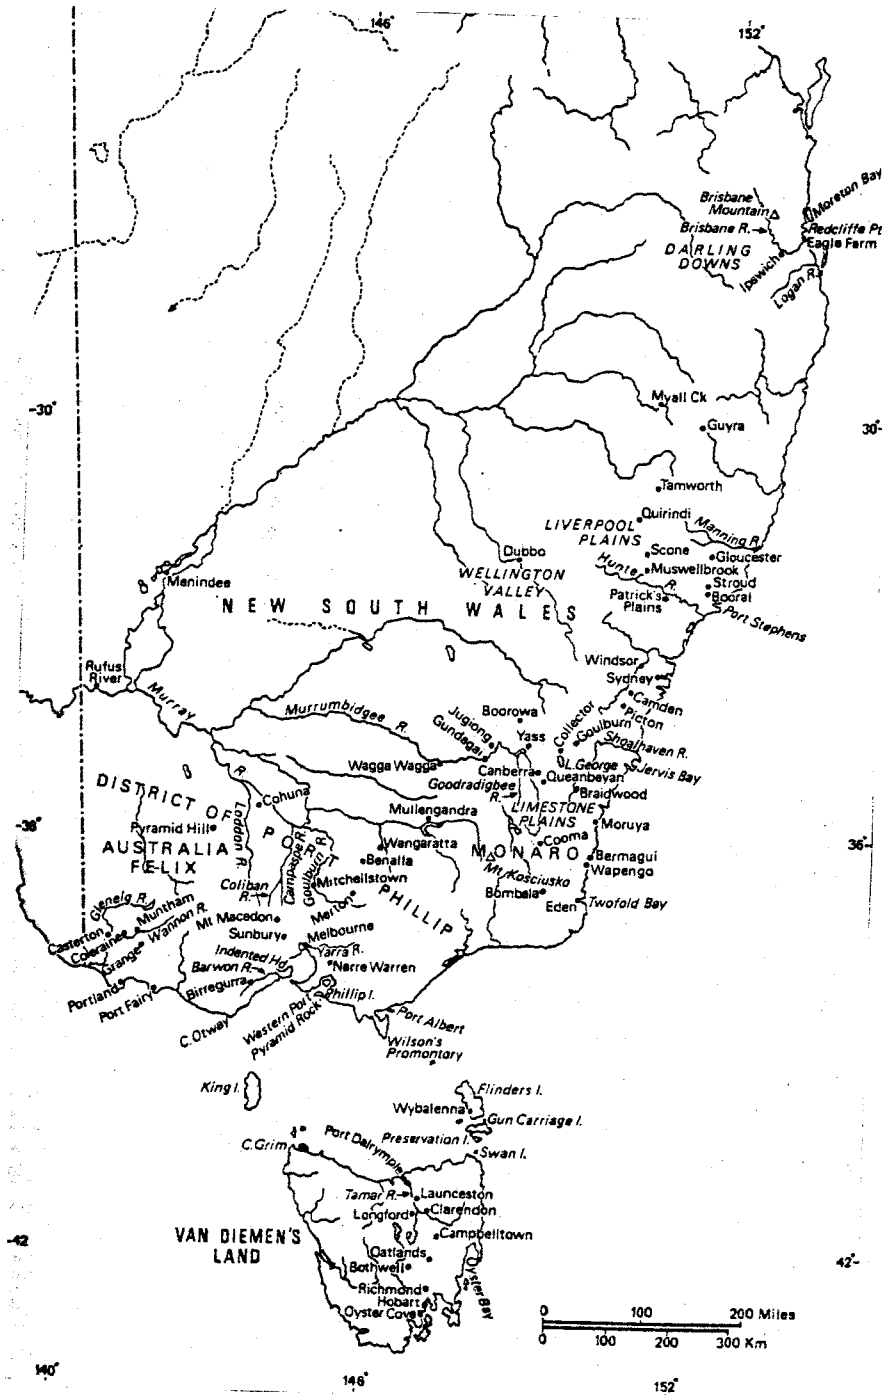 146°
152°
Brisbane
Mountain
Moreton Bay
Brisbane R.
Redcliffe Pt
Eagle Farm
DARLING
DOWNS
Ipswich
Logan R.
-30°
30°-
Myall Ck
Guyra
Tamworth
Quirindi
LIVERPOOL
PLAINS
Manning R.
Dubbo
Scone
Gloucester
WELLINGTON
VALLEY
Muswellbrook
Hunter R.
Stroud
Menindee
Patrick's
Plains
Booral
NEW SOUTH WALES
Port Stephens
Windsor
Sydney
Rufus
River
Camden
Picton
Murray R.
Murrumbidgee R.
Boorowa
Jugiong
Gundagai
Yass
Collector
Goulburn
Shoalhaven R.
Wagga Wagga
Canberra
L.George
Jervis Bay
Queanbeyan
Goodradigbee
R.
Braidwood
DISTRICT OF PORT PHILLIP
Cohuna
LIMESTONE
PLAINS
Mullengandra
-36°
36°-
Pyramid Hill
Loddon R.
Moruya
AUSTRALIA
FELIX
Campaspe R.
Goulburn R.
Wangaratta
Benalla
Cooma
MONARO
Bermagui
Wapengo
Mt Kosciusko
Coliban
R.
Mitchellstown
Bombala
Merton
Eden
Twofold Bay
Glenelg R.
Muntham
Wannon R.
Mt Macedon
Casterton
Coleraine
Grange
Sunbury
Melbourne
Yarra R.
Indented Hd
Barwon R.
Narre Warren
Portland
Port Fairy
Birregurra
Phillip I.
Western Port
Pyramid Rock
C.Otway
Port Albert
Wilson's
Promontory
King I.
Flinders I.
Wybalenna
Gun Carriage I.
Preservation I.
C.Grim
Port Dalrymple
Swan I.
Tamar R.
Launceston
Longford
Clarendon
VAN DIEMEN'S
LAND
Campbelltown
-42
42°-
Oatlands
Bothwell
Oyster Bay
Richmond
Hobart
Oyster Cove
0 100 200 Miles
0 100 200 300 Km
140°
146°
152°